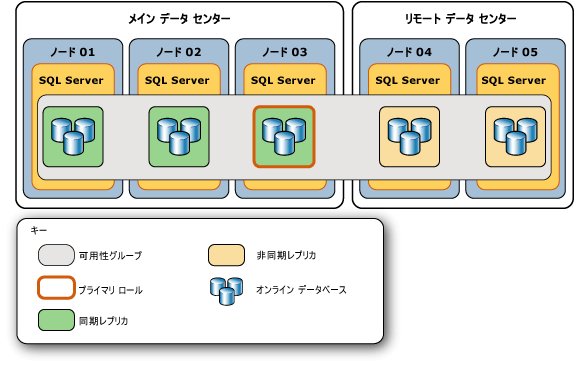 メイン データ センター
リモート データ センター
ノード 01
ノード 02
ノード 03
ノード 04
ノード 05
SQL Server
SQL Server
SQL Server
SQL Server
SQL Server
キー
可用性グループ
非同期レプリカ
プライマリ ロール
オンライン データベース
同期レプリカ